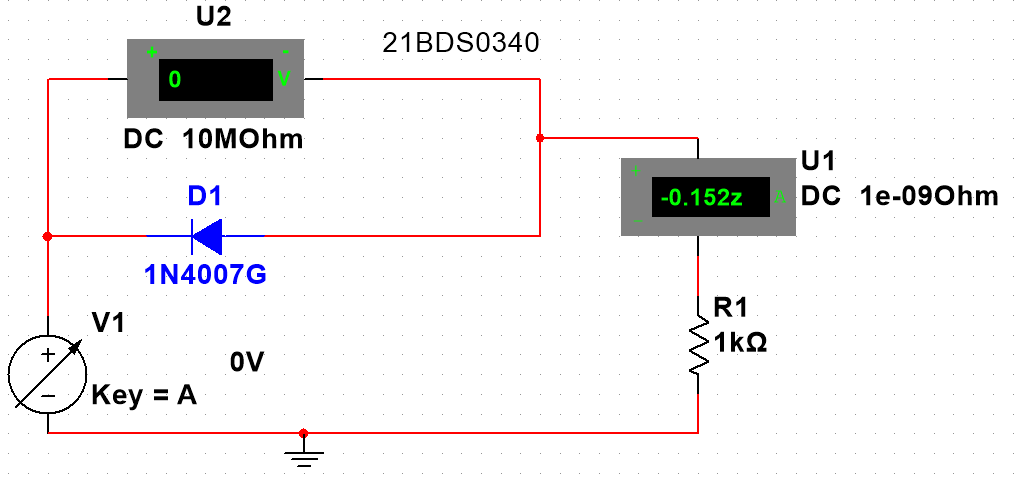 U2
21BDS0340
+ -
0 V
DC 10MOhm
D1
1N4007G
U1
+
-0.152z A
–
DC 1e-09Ohm
V1
+
–
Key = A
0V
R1
1kΩ